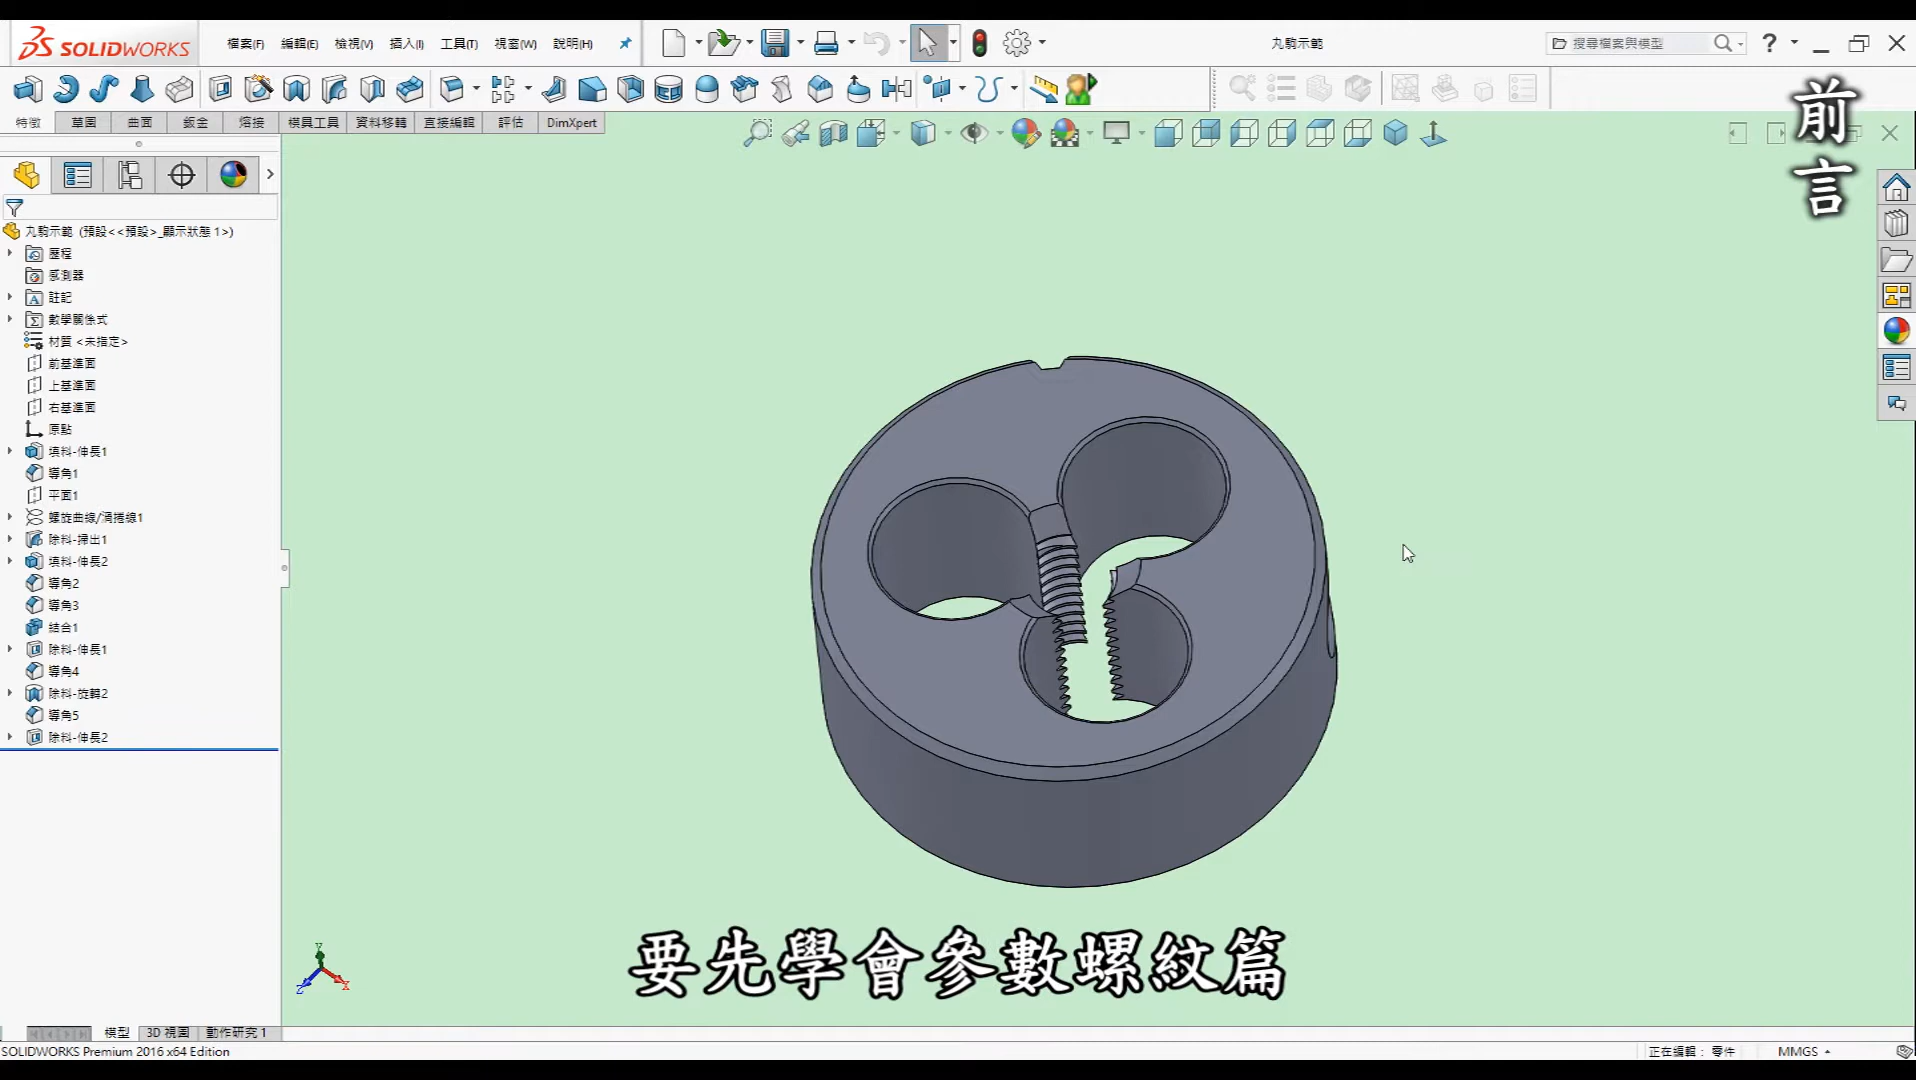 SOLIDWORKS
檔案(F) 編輯(E) 檢視(V) 插入(I) 工具(T) 視窗(W) 說明(H)
丸駒示範
搜尋檔案與模型
?
特徵 草圖 曲面 鈑金 熔接 模具工具 資料移轉 直接編輯 評估 DimXpert
前言
丸駒示範 (預設<<預設>_顯示狀態 1>)
歷程
感測器
註記
數學關係式
材質 <未指定>
前基準面
上基準面
右基準面
原點
填料-伸長1
導角1
平面1
螺旋曲線/渦捲線1
除料-掃出1
填料-伸長2
導角2
導角3
結合1
除料-伸長1
導角4
除料-旋轉2
導角5
除料-伸長2
要先學會參數螺紋篇
Y
Z
X
模型 3D 視圖 動作研究 1
SOLIDWORKS Premium 2016 x64 Edition
正在編輯: 零件 MMGS